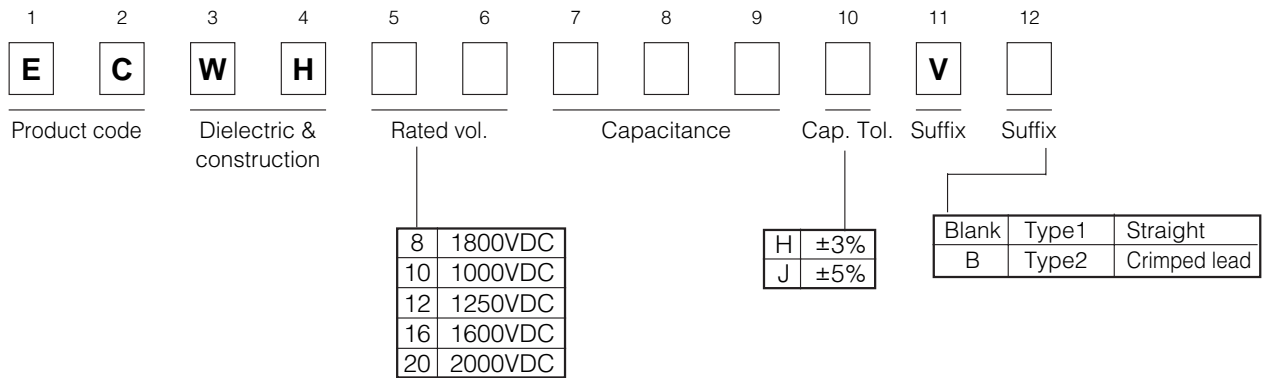 1 2 3 4 5 6 7 8 9 10 11 12
E C W H V
Product code Dielectric & construction Rated vol. Capacitance Cap. Tol. Suffix Suffix
8 1800VDC
10 1000VDC
12 1250VDC
16 1600VDC
20 2000VDC
H ±3%
J ±5%
Blank Type1 Straight
B Type2 Crimped lead